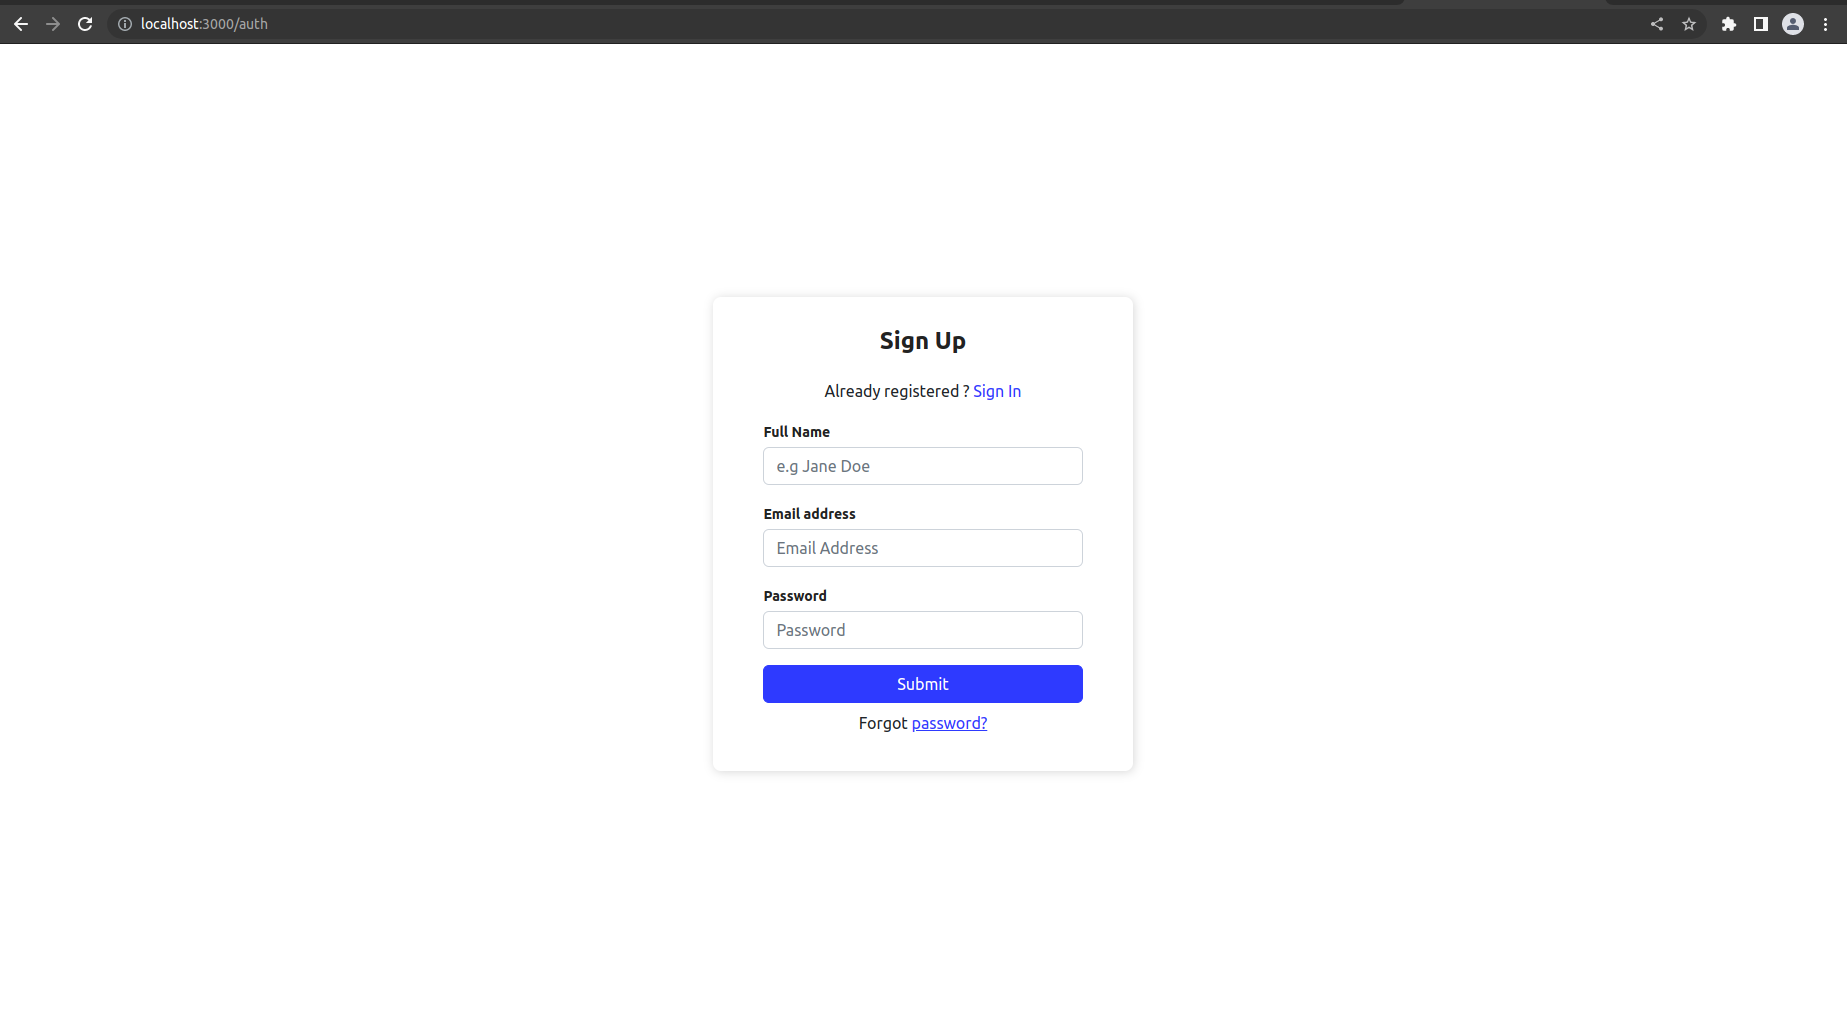 localhost:3000/auth
Sign Up
Already registered ? Sign In
Full Name
e.g Jane Doe
Email address
Email Address
Password
Password
Submit
Forgot password?